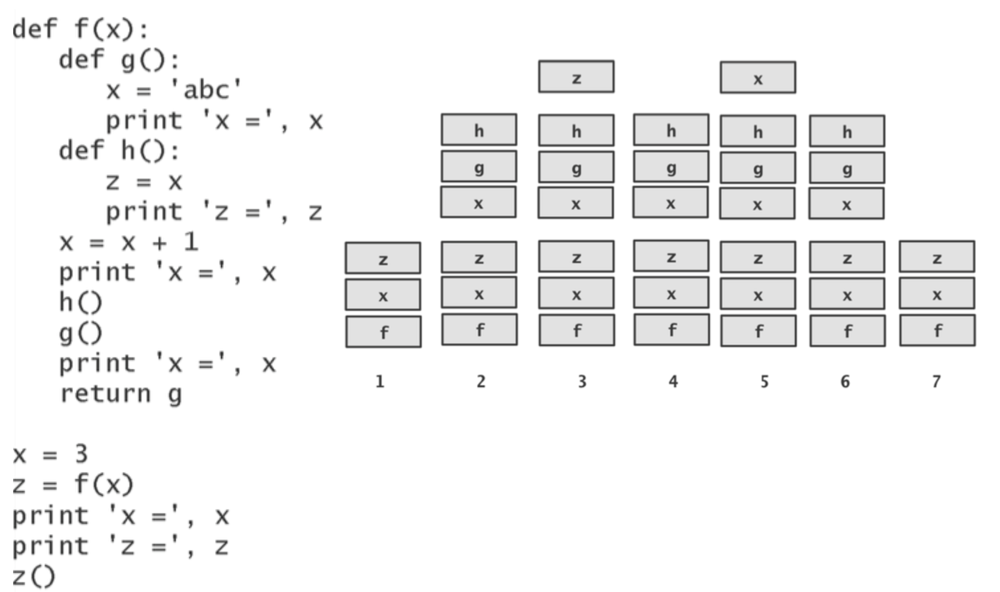 def f(x):
    def g():
        x = 'abc'
        print 'x =', x
    def h():
        z = x
        print 'z =', z
    x = x + 1
    print 'x =', x
    h()
    g()
    print 'x =', x
    return g
x = 3
z = f(x)
print 'x =', x
print 'z =', z
z()
z x
h h h h h
g g g g g
x x x x x
z z z z z z z
x x x x x x x
f f f f f f f
1 2 3 4 5 6 7